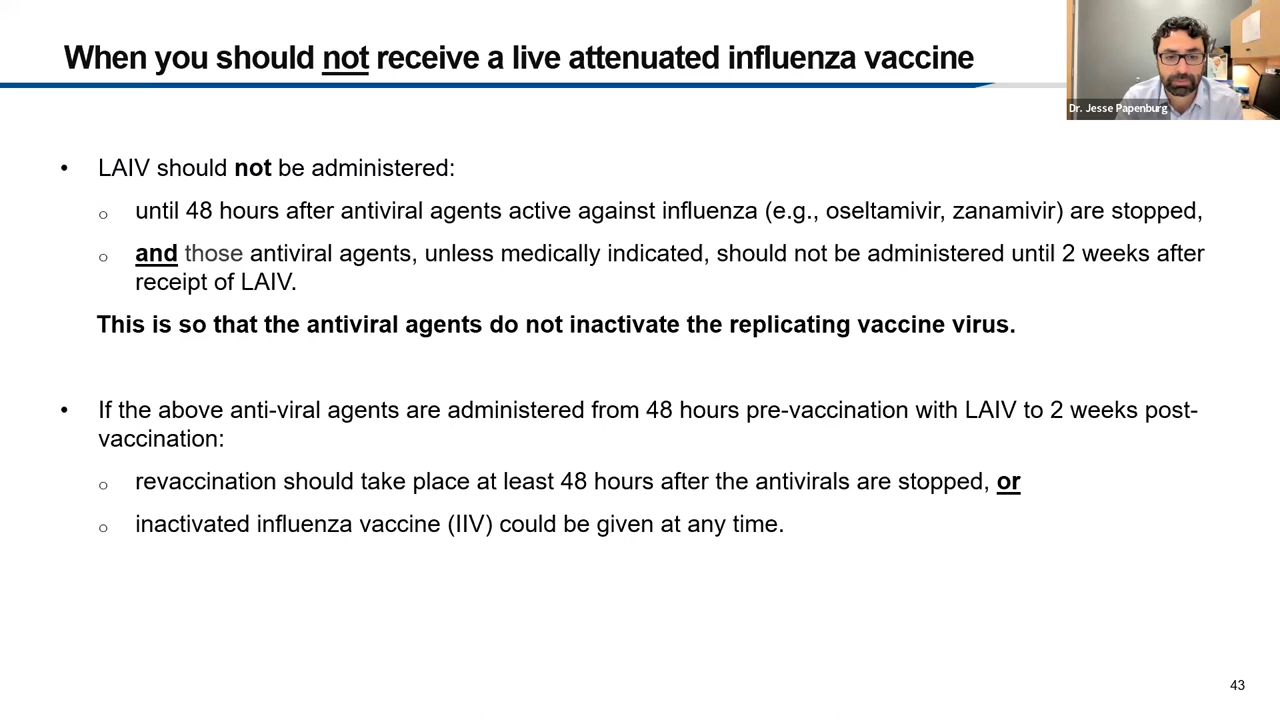 When you should not receive a live attenuated influenza vaccine
Dr. Jesse Papenburg
• LAIV should not be administered:
o until 48 hours after antiviral agents active against influenza (e.g., oseltamivir, zanamivir) are stopped,
o and those antiviral agents, unless medically indicated, should not be administered until 2 weeks after
receipt of LAIV.
This is so that the antiviral agents do not inactivate the replicating vaccine virus.
• If the above anti-viral agents are administered from 48 hours pre-vaccination with LAIV to 2 weeks post-
vaccination:
o revaccination should take place at least 48 hours after the antivirals are stopped, or
o inactivated influenza vaccine (IIV) could be given at any time.
43